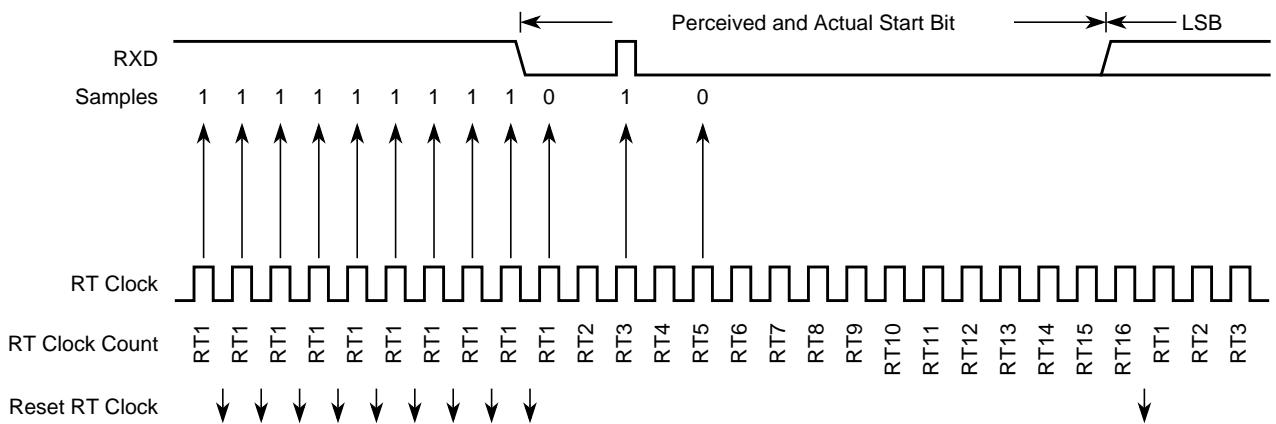 Perceived and Actual Start Bit LSB
RXD
Samples 1 1 1 1 1 1 1 1 1 0 1 0
RT Clock
RT Clock Count RT1 RT1 RT1 RT1 RT1 RT1 RT1 RT1 RT1 RT1 RT2 RT3 RT4 RT5 RT6 RT7 RT8 RT9 RT10 RT11 RT12 RT13 RT14 RT15 RT16 RT1 RT2 RT3
Reset RT Clock